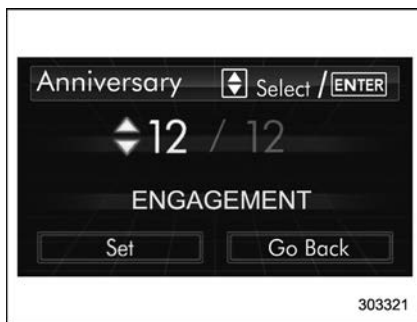 Anniversary Select / ENTER
12 / 12
ENGAGEMENT
Set Go Back
303321